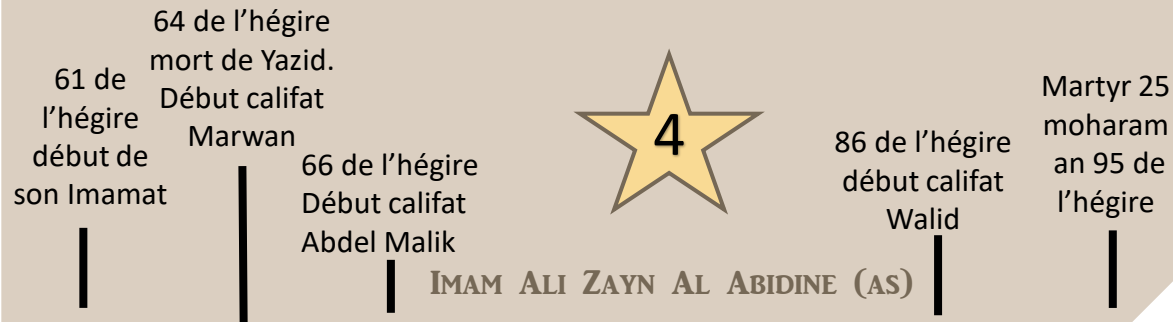 61 de
l’hégire
début de
son Imamat
64 de l’hégire
mort de Yazid.
Début califat
Marwan
66 de l’hégire
Début califat
Abdel Malik
4
Imam Ali Zayn Al Abidine (as)
86 de l’hégire
début califat
Walid
Martyr 25
moharam
an 95 de
l’hégire